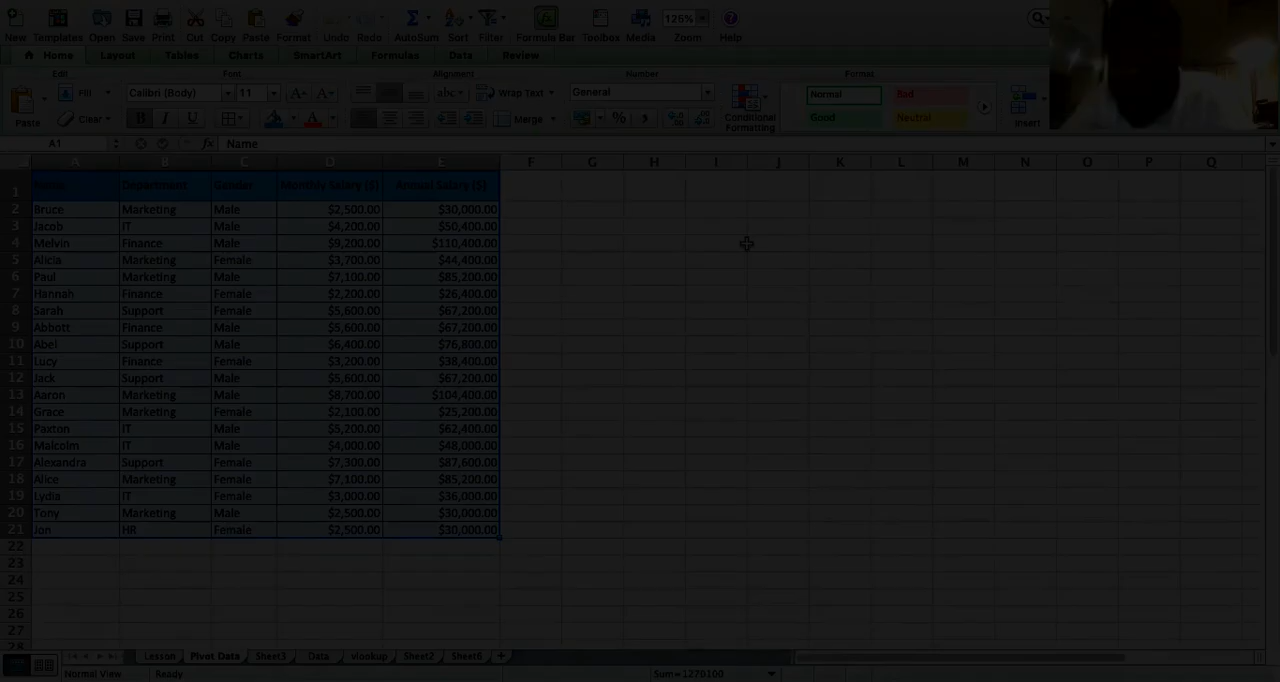 New Templates Open Save Print Cut Copy Paste Format Undo Redo AutoSum Sort Filter Formula Bar Toolbox Media 125% Zoom Help
Home Layout Tables Charts SmartArt Formulas Data Review
Edit Font Alignment Number Format
Paste Fill Clear Calibri (Body) 11 A A B I U A abc Wrap Text Merge General % Conditional Formatting Normal Bad Good Neutral Insert
A1 fx Name
A B C D E F G H I J K L M N O P Q
1 Name Department Gender Monthly Salary ($) Annual Salary ($)
2 Bruce Marketing Male $2,500.00 $30,000.00
3 Jacob IT Male $4,200.00 $50,400.00
4 Melvin Finance Male $9,200.00 $110,400.00
5 Alicia Marketing Female $3,700.00 $44,400.00
6 Paul Marketing Male $7,100.00 $85,200.00
7 Hannah Finance Female $2,200.00 $26,400.00
8 Sarah Support Female $5,600.00 $67,200.00
9 Abbott Finance Male $5,600.00 $67,200.00
10 Abel Support Male $6,400.00 $76,800.00
11 Lucy Finance Female $3,200.00 $38,400.00
12 Jack Support Male $5,600.00 $67,200.00
13 Aaron Marketing Male $8,700.00 $104,400.00
14 Grace Marketing Female $2,100.00 $25,200.00
15 Paxton IT Male $5,200.00 $62,400.00
16 Malcolm IT Male $4,000.00 $48,000.00
17 Alexandra Support Female $7,300.00 $87,600.00
18 Alice Marketing Female $7,100.00 $85,200.00
19 Lydia IT Female $3,000.00 $36,000.00
20 Tony Marketing Male $2,500.00 $30,000.00
21 Jon HR Female $2,500.00 $30,000.00
22
23
24
25
26
27
28
Lesson Pivot Data Sheet3 Data vlookup Sheet2 Sheet6
Normal View Ready Sum=1270100